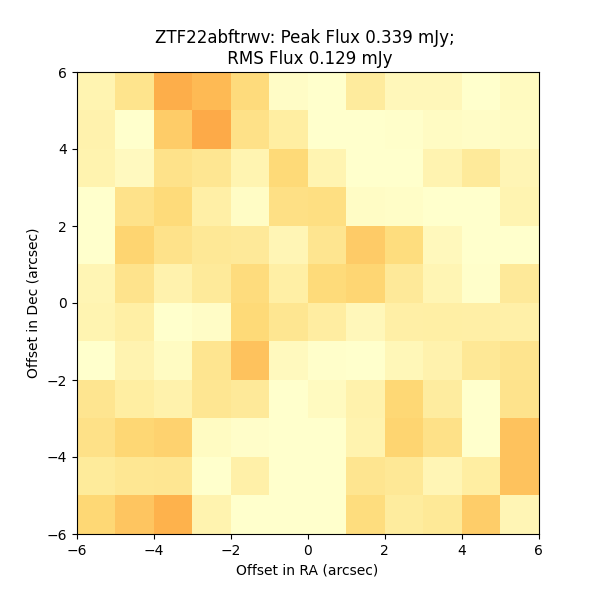 ZTF22abftrwv: Peak Flux 0.339 mJy;
RMS Flux 0.129 mJy
6
4
2
0
−2
−4
−6
Offset in Dec (arcsec)
−6 −4 −2 0 2 4 6
Offset in RA (arcsec)